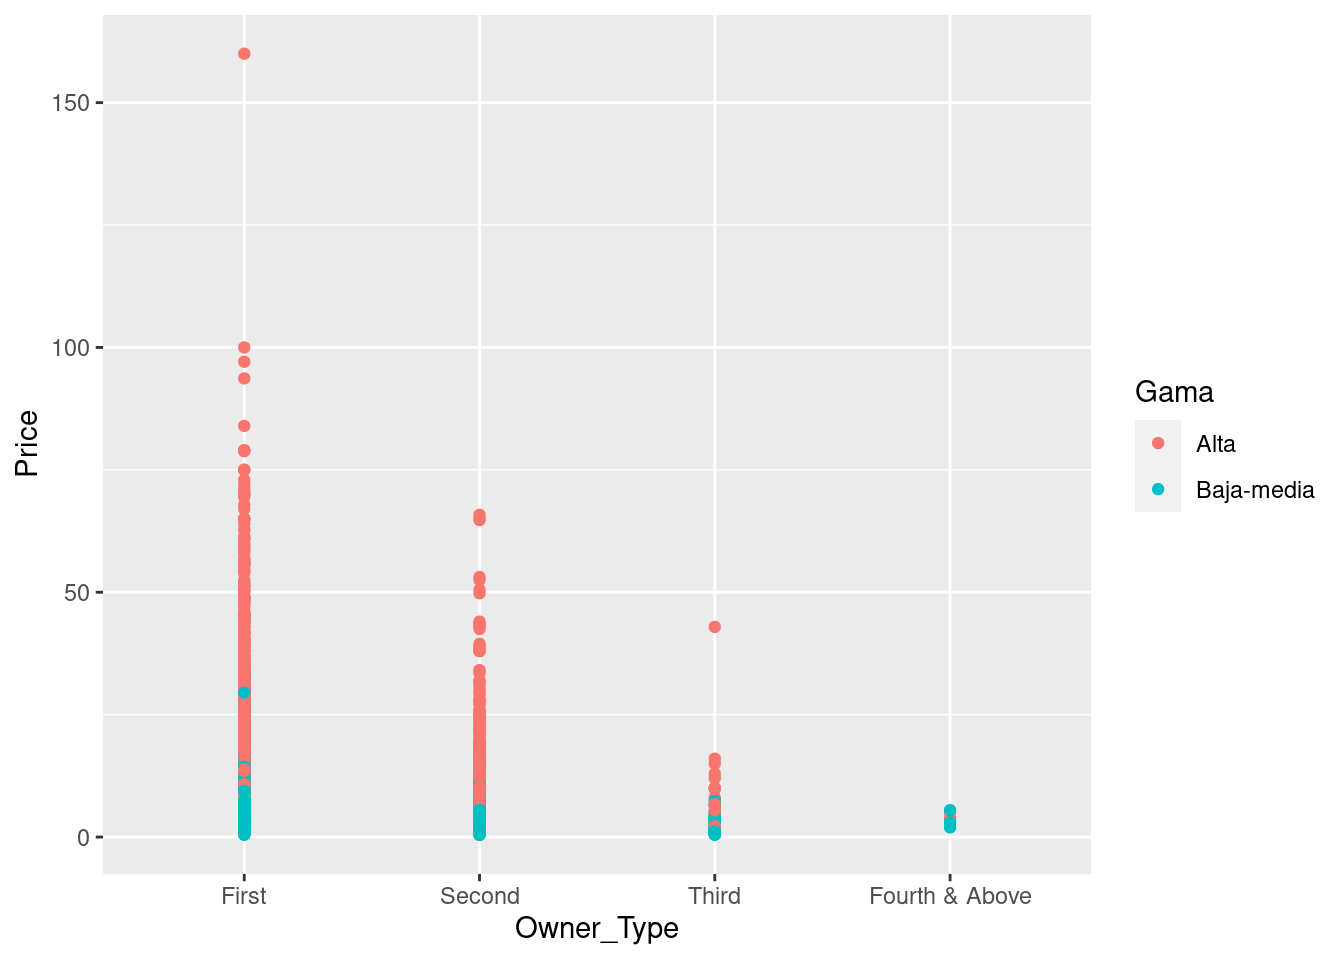 150
100
50
0
Price
First Second Third Fourth & Above
Owner_Type
Gama
Alta
Baja-media